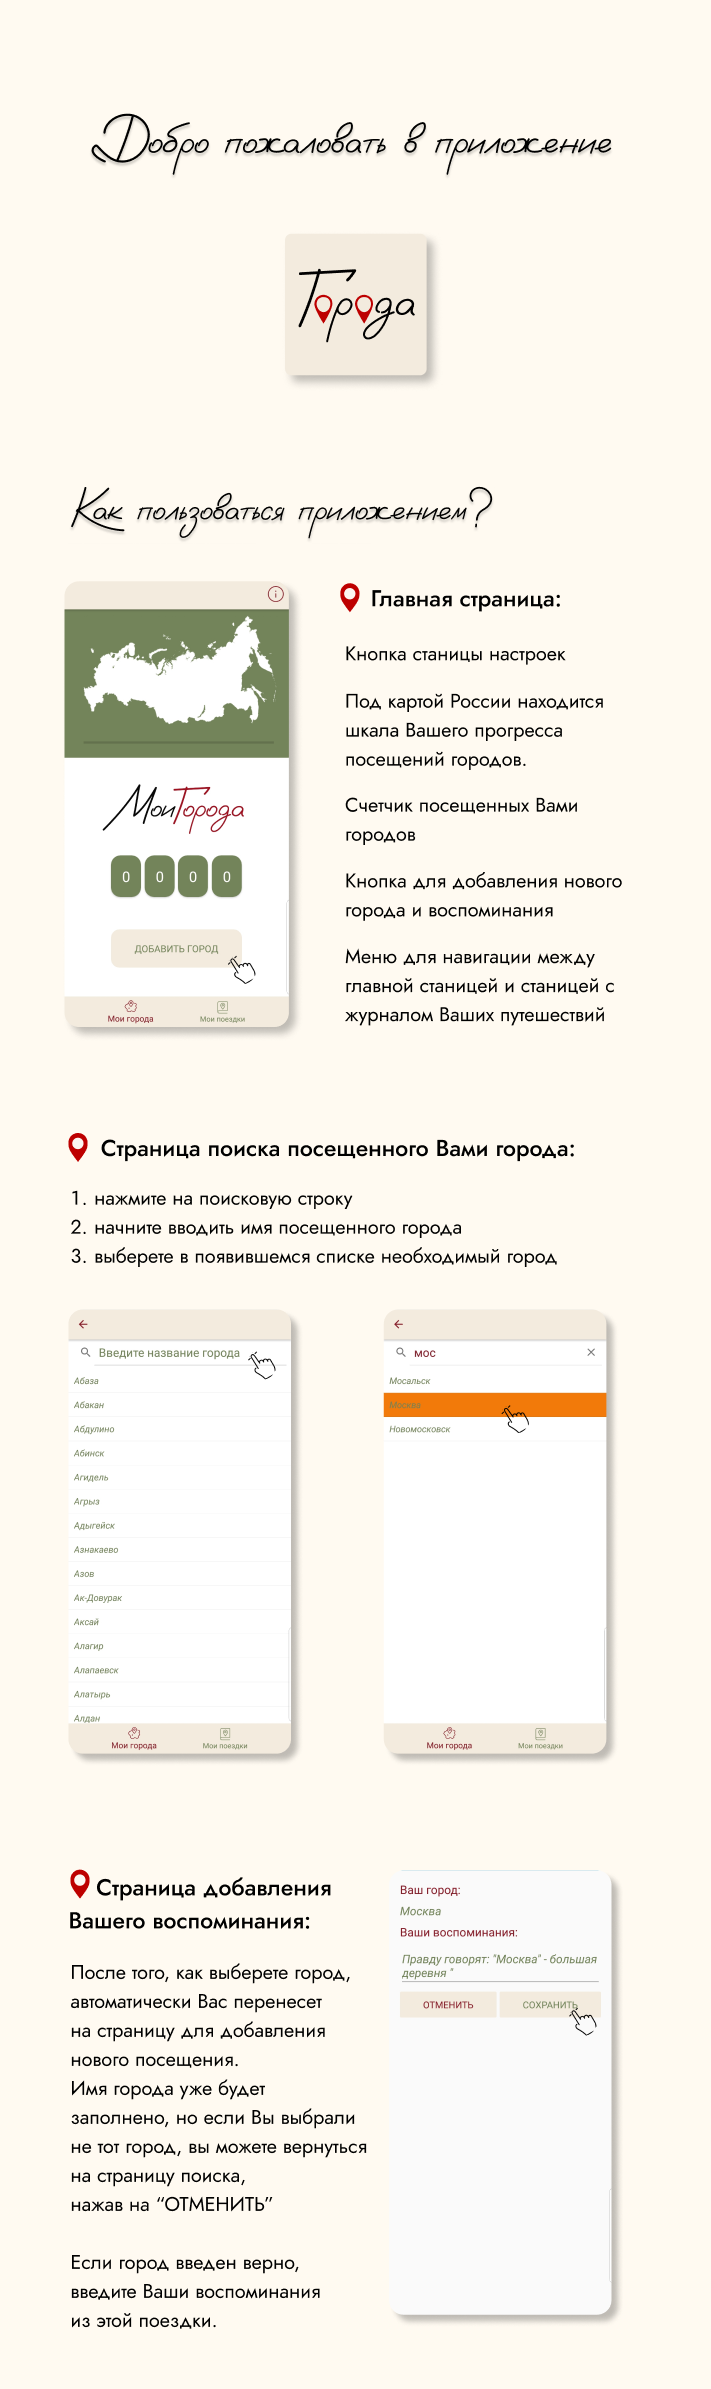 Добро пожаловать в приложение
Города
Как пользоваться приложением?
МоиГорода
0 0 0 0
ДОБАВИТЬ ГОРОД
Мои города Мои поездки
Главная страница:
Кнопка станицы настроек
Под картой России находится
шкала Вашего прогресса
посещений городов.
Счетчик посещенных Вами
городов
Кнопка для добавления нового
города и воспоминания
Меню для навигации между
главной станицей и станицей с
журналом Ваших путешествий
Страница поиска посещенного Вами города:
1. нажмите на поисковую строку
2. начните вводить имя посещенного города
3. выберете в появившемся списке необходимый город
Введите название города
Абаза
Абакан
Абдулино
Абинск
Агидель
Агрыз
Адыгейск
Азнакаево
Азов
Ак-Довурак
Аксай
Алагир
Алапаевск
Алатырь
Алдан
Мои города Мои поездки
мос
Мосальск
Москва
Новомосковск
Мои города Мои поездки
Страница добавления
Вашего воспоминания:
После того, как выберете город,
автоматически Вас перенесет
на страницу для добавления
нового посещения.
Имя города уже будет
заполнено, но если Вы выбрали
не тот город, вы можете вернуться
на страницу поиска,
нажав на “ОТМЕНИТЬ”
Если город введен верно,
введите Ваши воспоминания
из этой поездки.
Ваш город:
Москва
Ваши воспоминания:
Правду говорят: "Москва" - большая
деревня "
ОТМЕНИТЬ СОХРАНИТЬ